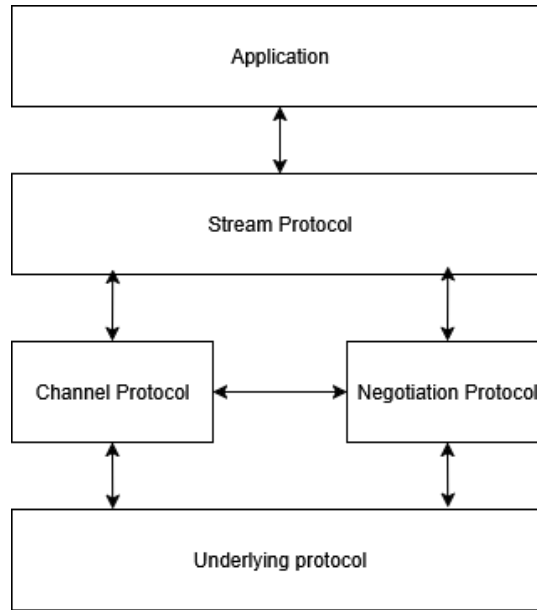 Application
Stream Protocol
Channel Protocol
Negotiation Protocol
Underlying protocol